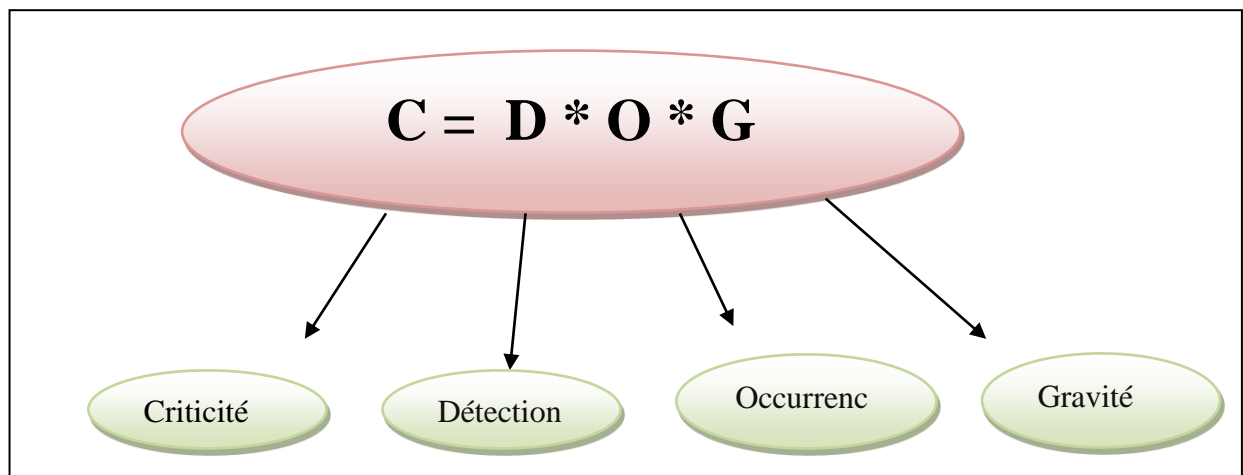 C = D * O * G
Criticité
Détection
Occurrenc
Gravité